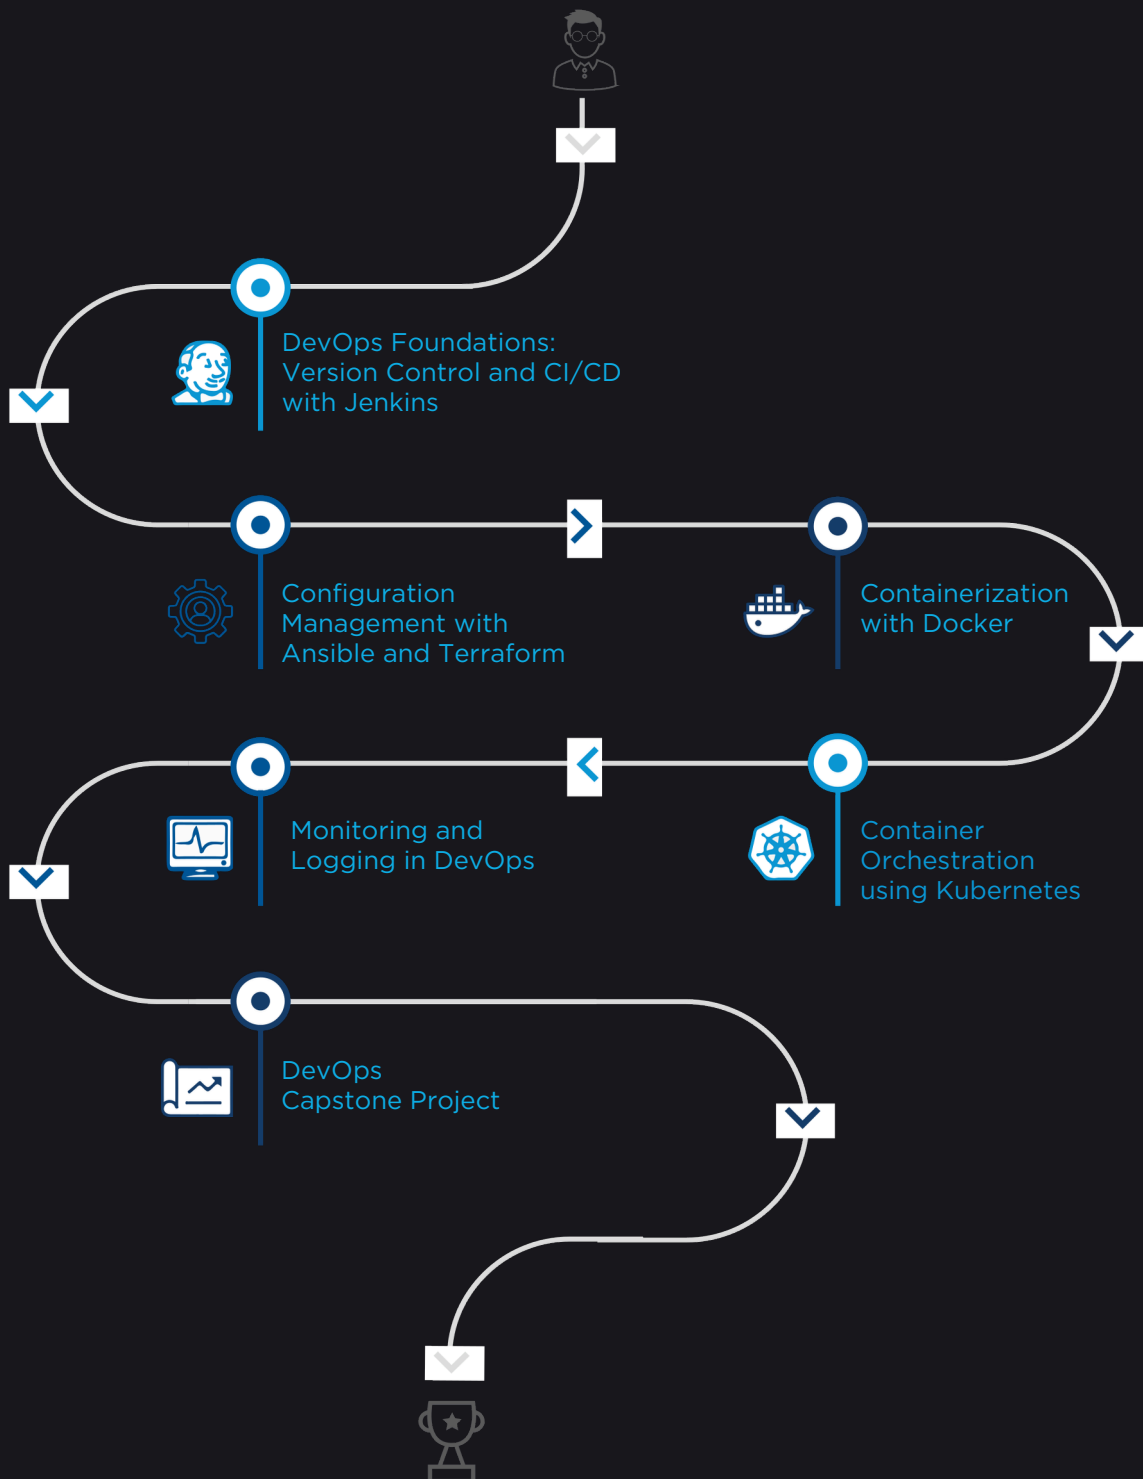 DevOps Foundations:
Version Control and CI/CD
with Jenkins
Configuration
Management with
Ansible and Terraform
Containerization
with Docker
Container
Orchestration
using Kubernetes
Monitoring and
Logging in DevOps
DevOps
Capstone Project